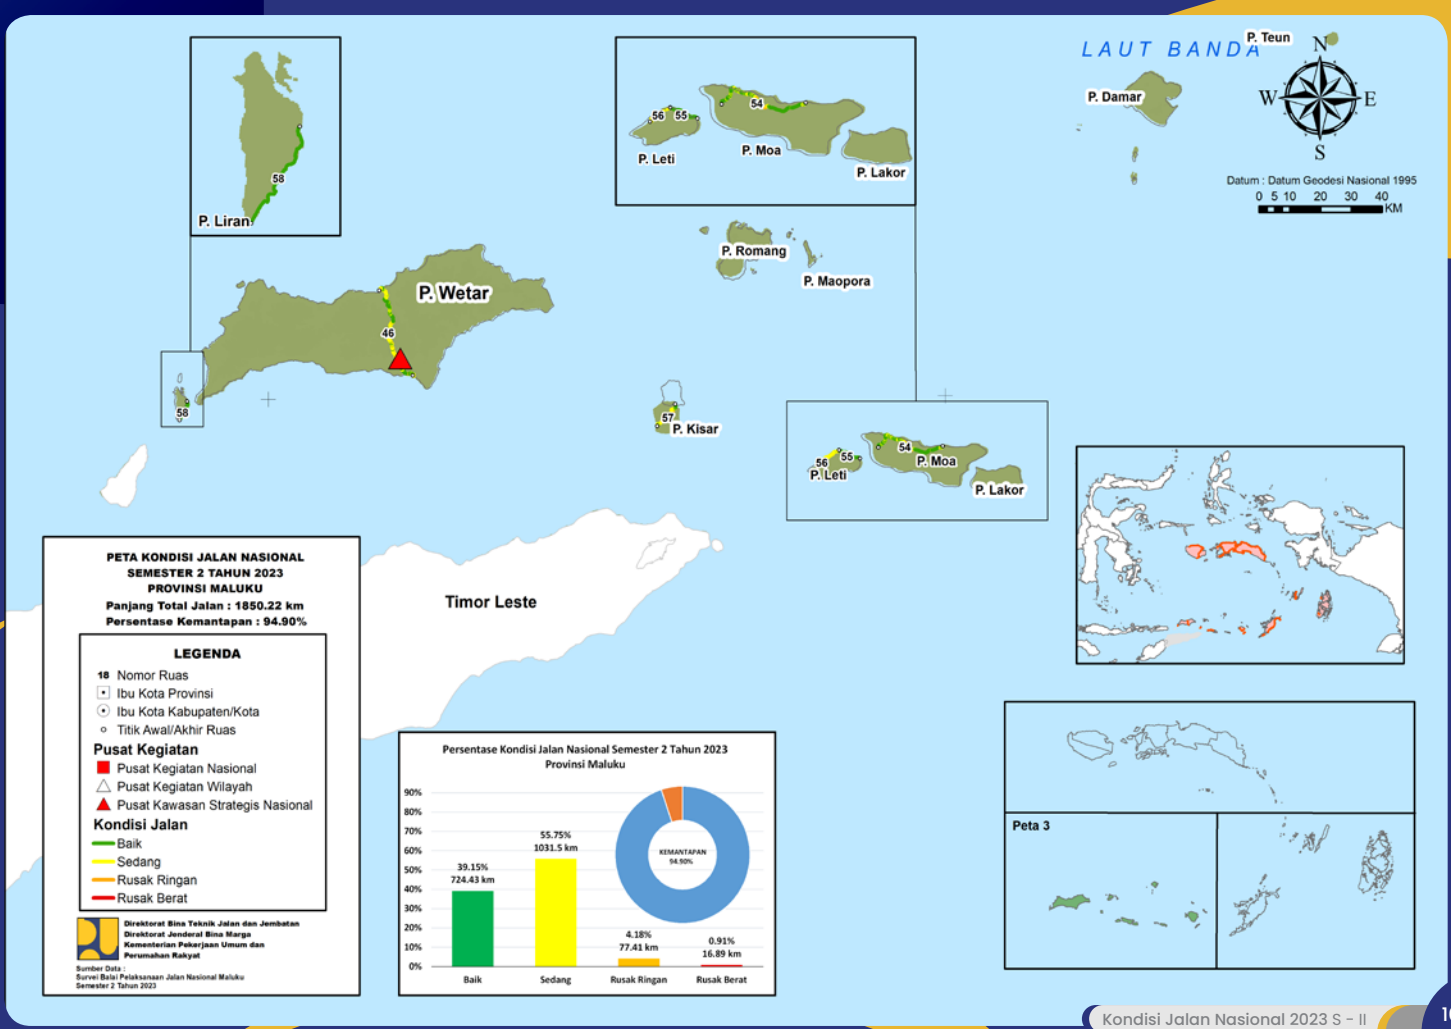 LAUT BANDA
P. Teun
N
W
E
S
P. Damar
Datum : Datum Geodesi Nasional 1995
0 5 10 20 30 40
KM
58
P. Liran
56
55
54
P. Leti
P. Moa
P. Lakor
P. Romang
P. Maopora
P. Wetar
46
58
57
P. Kisar
56
55
54
P. Leti
P. Moa
P. Lakor
Timor Leste
PETA KONDISI JALAN NASIONAL
SEMESTER 2 TAHUN 2023
PROVINSI MALUKU
Panjang Total Jalan : 1850.22 km
Persentase Kemantapan : 94.90%
LEGENDA
18 Nomor Ruas
Ibu Kota Provinsi
Ibu Kota Kabupaten/Kota
Titik Awal/Akhir Ruas
Pusat Kegiatan
Pusat Kegiatan Nasional
Pusat Kegiatan Wilayah
Pusat Kawasan Strategis Nasional
Kondisi Jalan
Baik
Sedang
Rusak Ringan
Rusak Berat
Direktorat Bina Teknik Jalan dan Jembatan
Direktorat Jenderal Bina Marga
Kementerian Pekerjaan Umum dan
Perumahan Rakyat
Sumber Data :
Survei Balai Pelaksanaan Jalan Nasional Maluku
Semester 2 Tahun 2023
Persentase Kondisi Jalan Nasional Semester 2 Tahun 2023
Provinsi Maluku
90%
80%
70%
60%
50%
40%
30%
20%
10%
0%
39.15%
724.43 km
55.75%
1031.5 km
4.18%
77.41 km
0.91%
16.89 km
KEMANTAPAN
94.90%
Baik
Sedang
Rusak Ringan
Rusak Berat
Peta 3
Kondisi Jalan Nasional 2023 S - II